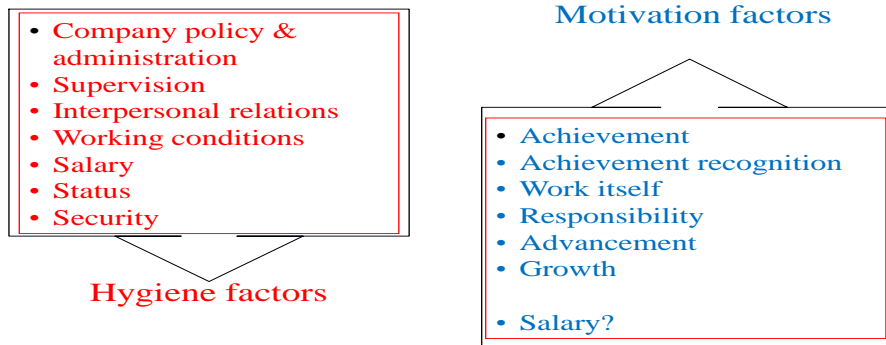 • Company policy &
administration
• Supervision
• Interpersonal relations
• Working conditions
• Salary
• Status
• Security
Hygiene factors
Motivation factors
• Achievement
• Achievement recognition
• Work itself
• Responsibility
• Advancement
• Growth
• Salary?